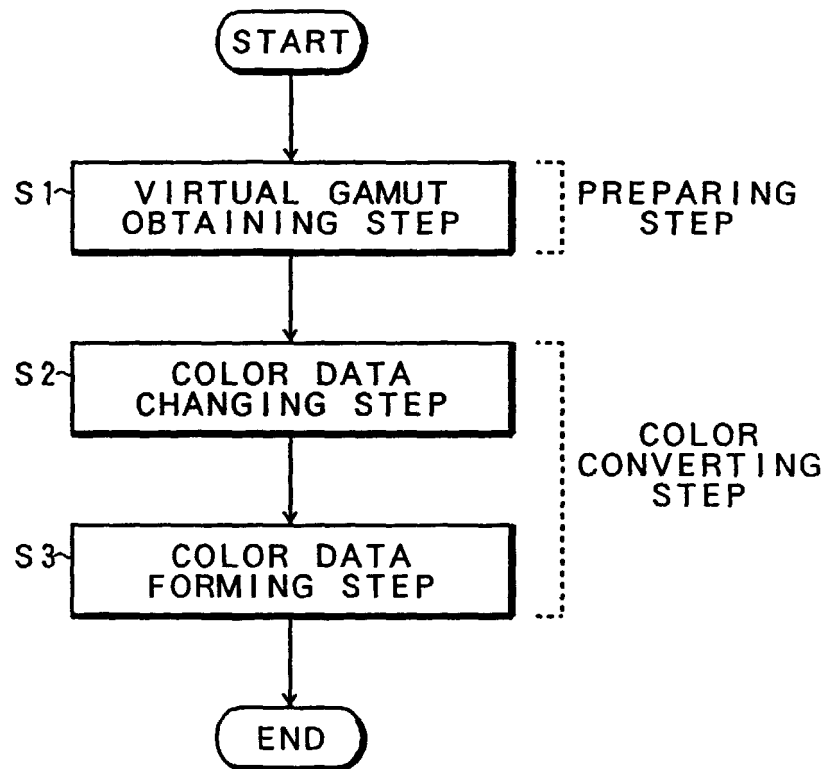 START
S1
VIRTUAL GAMUT
OBTAINING STEP
PREPARING
STEP
S2
COLOR DATA
CHANGING STEP
COLOR
CONVERTING
STEP
S3
COLOR DATA
FORMING STEP
END